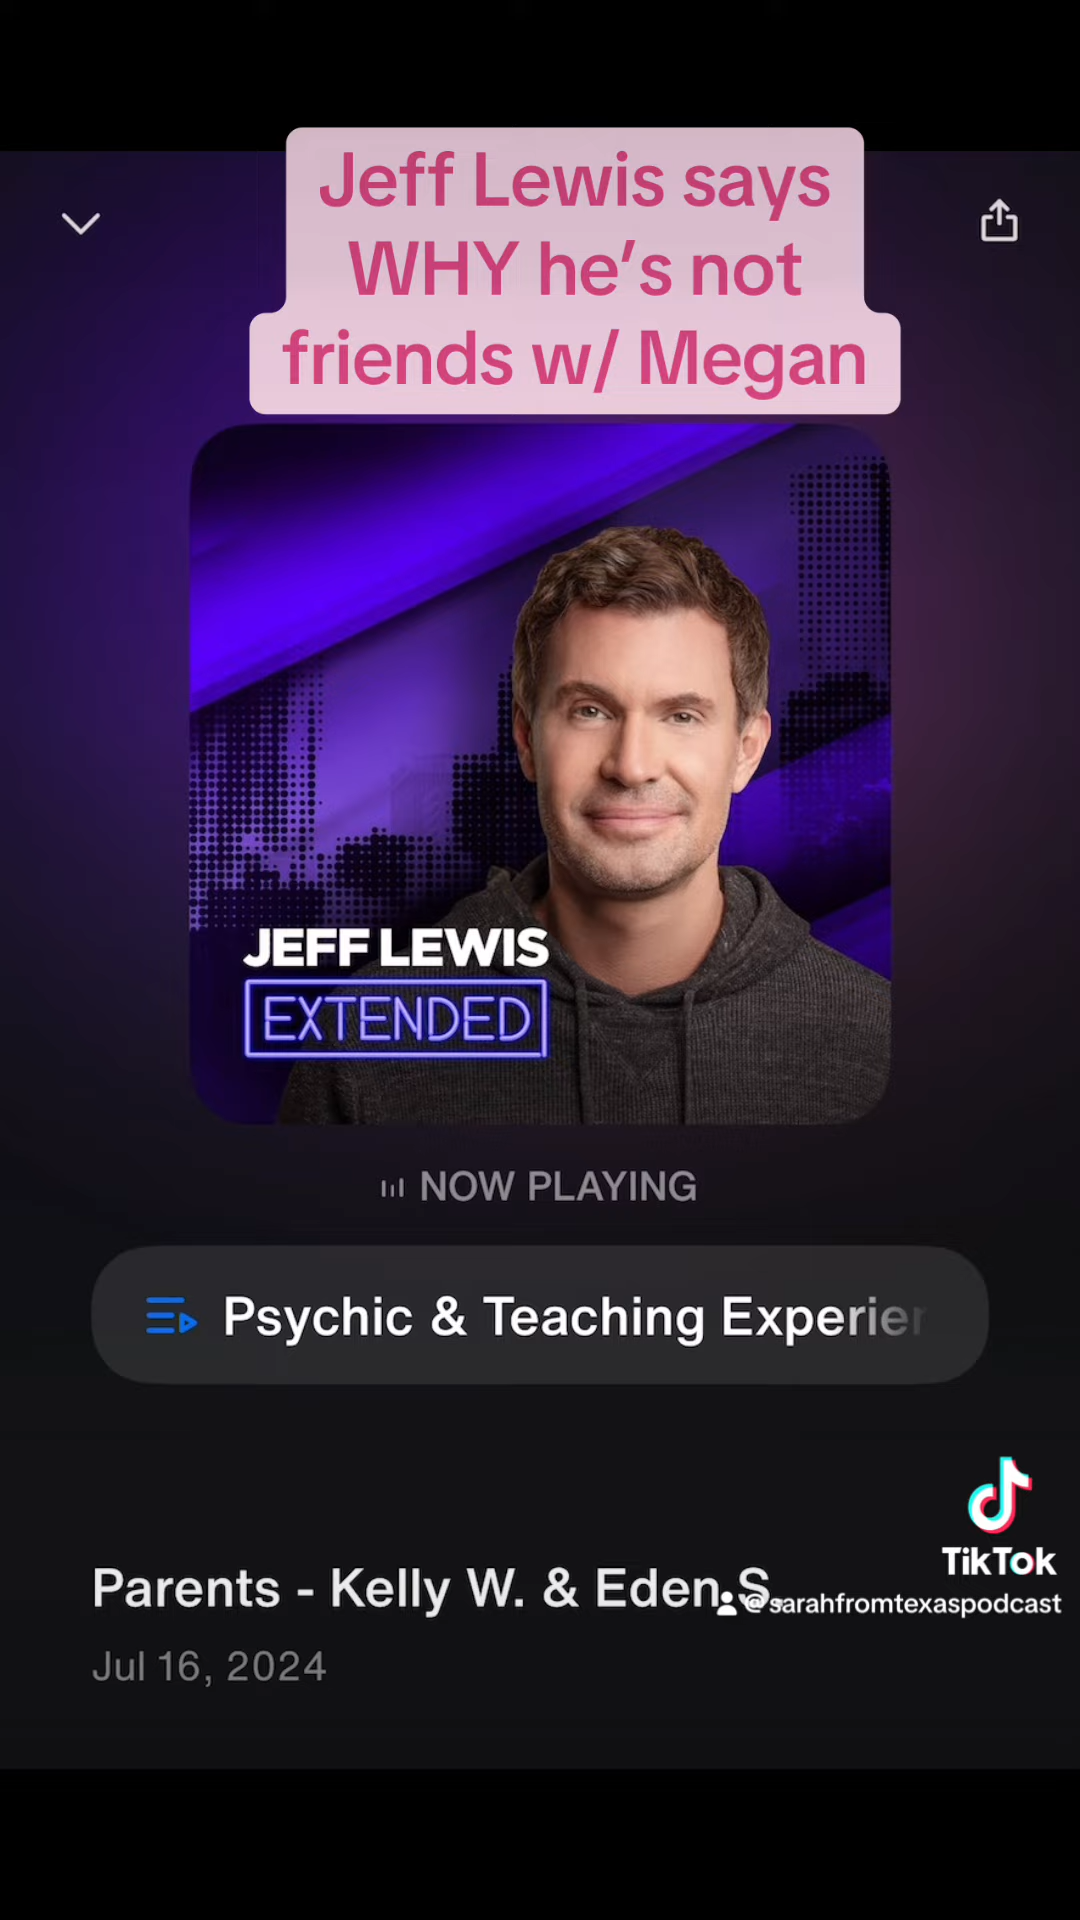 Jeff Lewis says
WHY he’s not
friends w/ Megan
JEFF LEWIS
EXTENDED
NOW PLAYING
Psychic & Teaching Experier
TikTok
Parents - Kelly W. & Eden S.
@sarahfromtexaspodcast
Jul 16, 2024